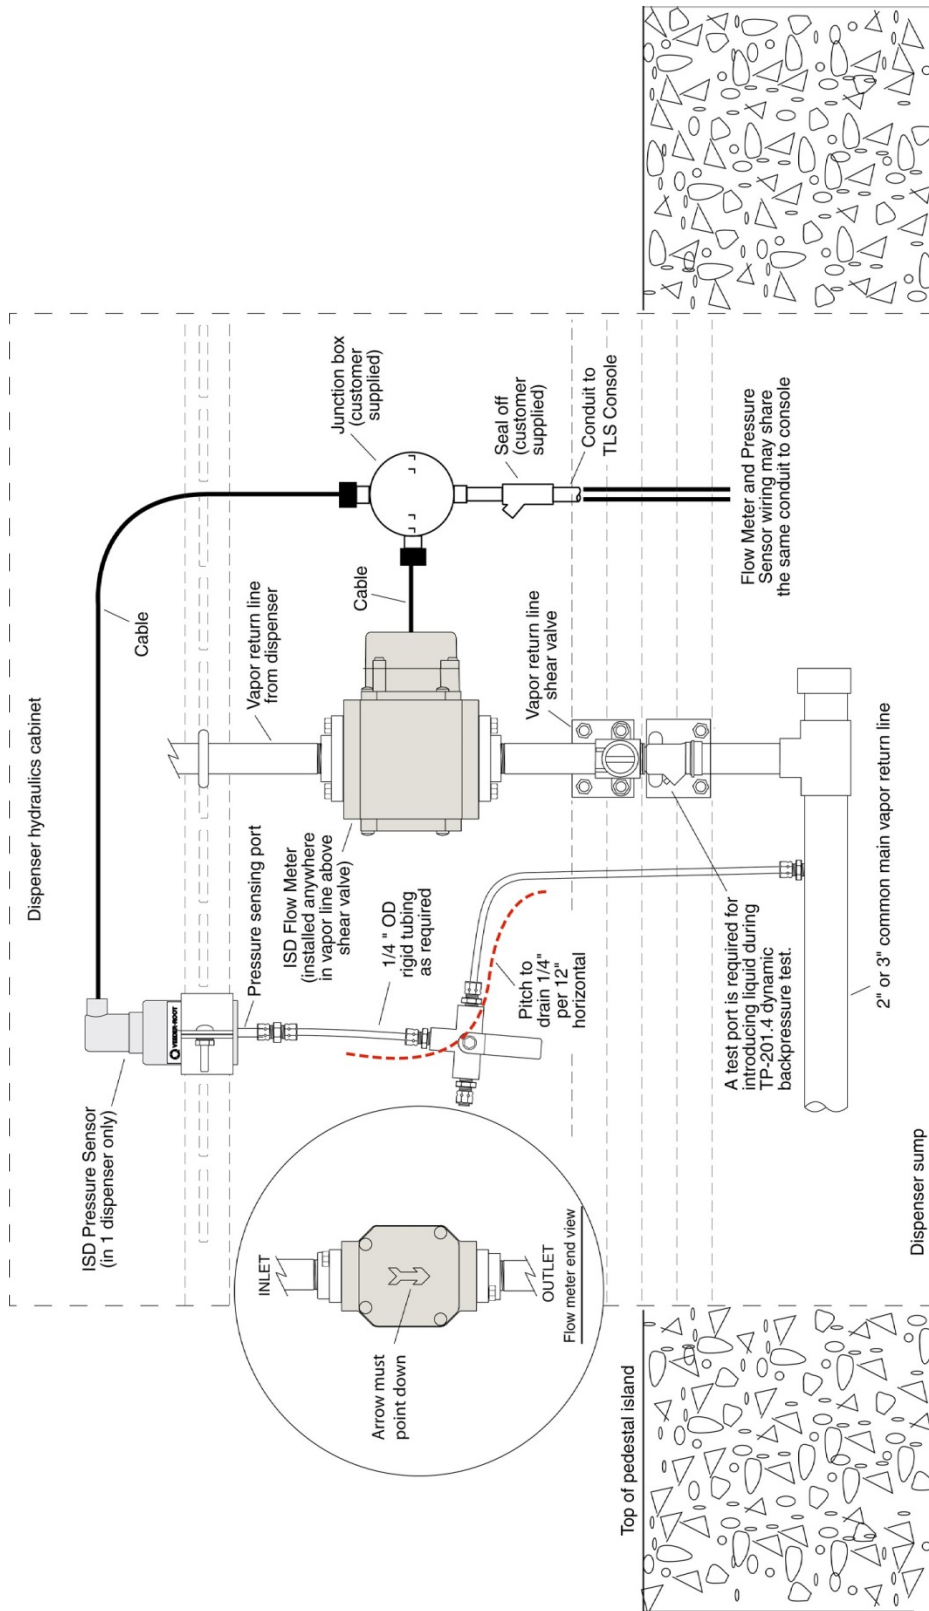 Dispenser hydraulics cabinet
ISD Pressure Sensor
(in 1 dispenser only)
VEEDER-ROOT
Pressure sensing port
Cable
Vapor return line
from dispenser
Junction box
(customer
supplied)
ISD Flow Meter
(installed anywhere
in vapor line above
shear valve)
Cable
1/4 " OD
rigid tubing
as required
Seal off
(customer
supplied)
INLET
Arrow must
point down
OUTLET
Flow meter end view
Pitch to
drain 1/4"
per 12"
horizontal
Vapor return line
shear valve
Conduit to
TLS Console
Top of pedestal island
A test port is required for
introducing liquid during
TP-201.4 dynamic
backpressure test.
Flow Meter and Pressure
Sensor wiring may share
the same conduit to console
2" or 3" common main vapor return line
Dispenser sump